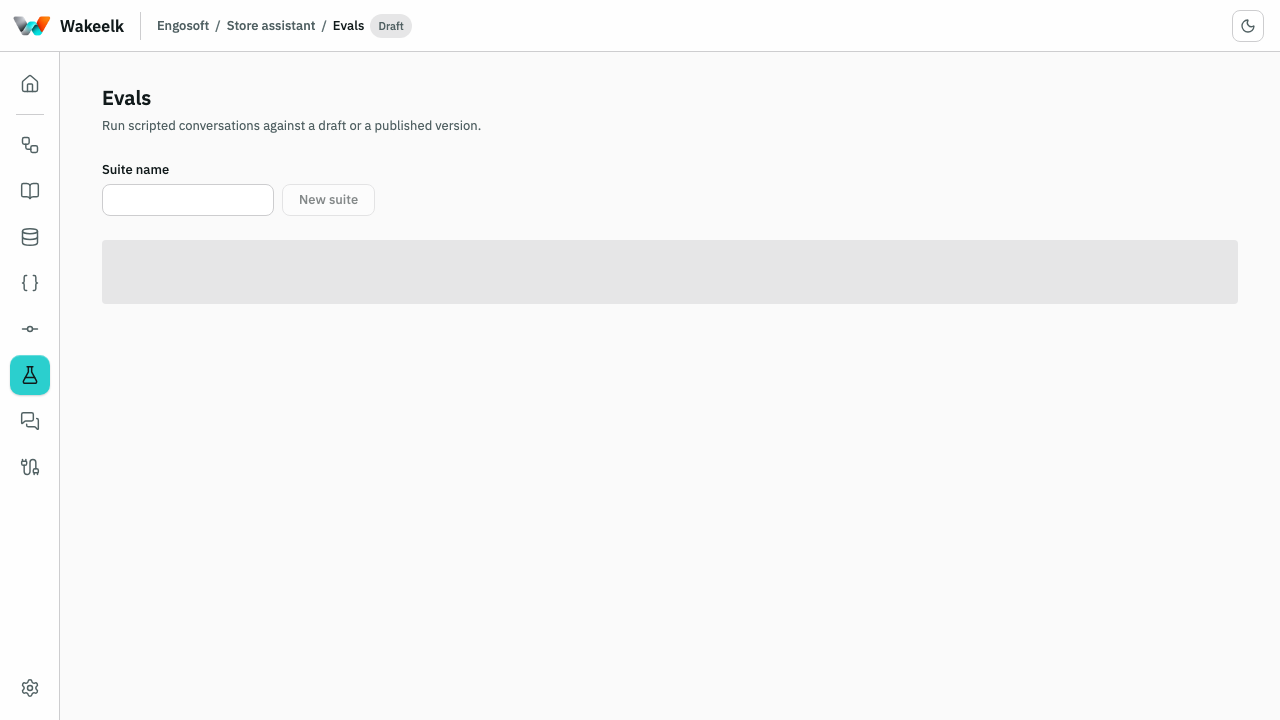 Wakeelk
Engosoft / Store assistant / Evals Draft
Evals
Run scripted conversations against a draft or a published version.
Suite name
New suite